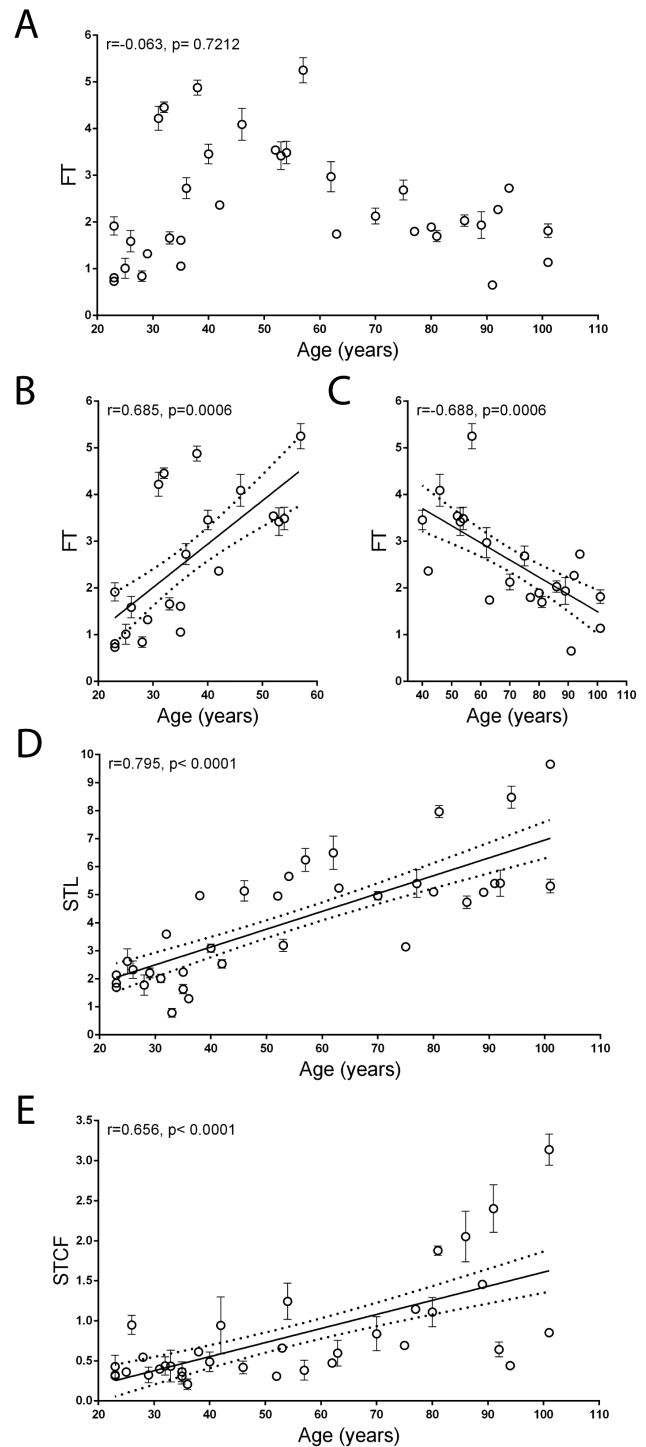 A
r=-0.063, p= 0.7212
FT
6
5
4
3
2
1
0
20 30 40 50 60 70 80 90 100 110
Age (years)
B
r=0.685, p=0.0006
FT
6
5
4
3
2
1
0
20 30 40 50 60
Age (years)
C
r=-0.688, p=0.0006
FT
6
5
4
3
2
1
0
40 50 60 70 80 90 100 110
Age (years)
D
r=0.795, p< 0.0001
STL
10
9
8
7
6
5
4
3
2
1
0
20 30 40 50 60 70 80 90 100 110
Age (years)
E
r=0.656, p< 0.0001
STCF
3.5
3.0
2.5
2.0
1.5
1.0
0.5
0.0
20 30 40 50 60 70 80 90 100 110
Age (years)